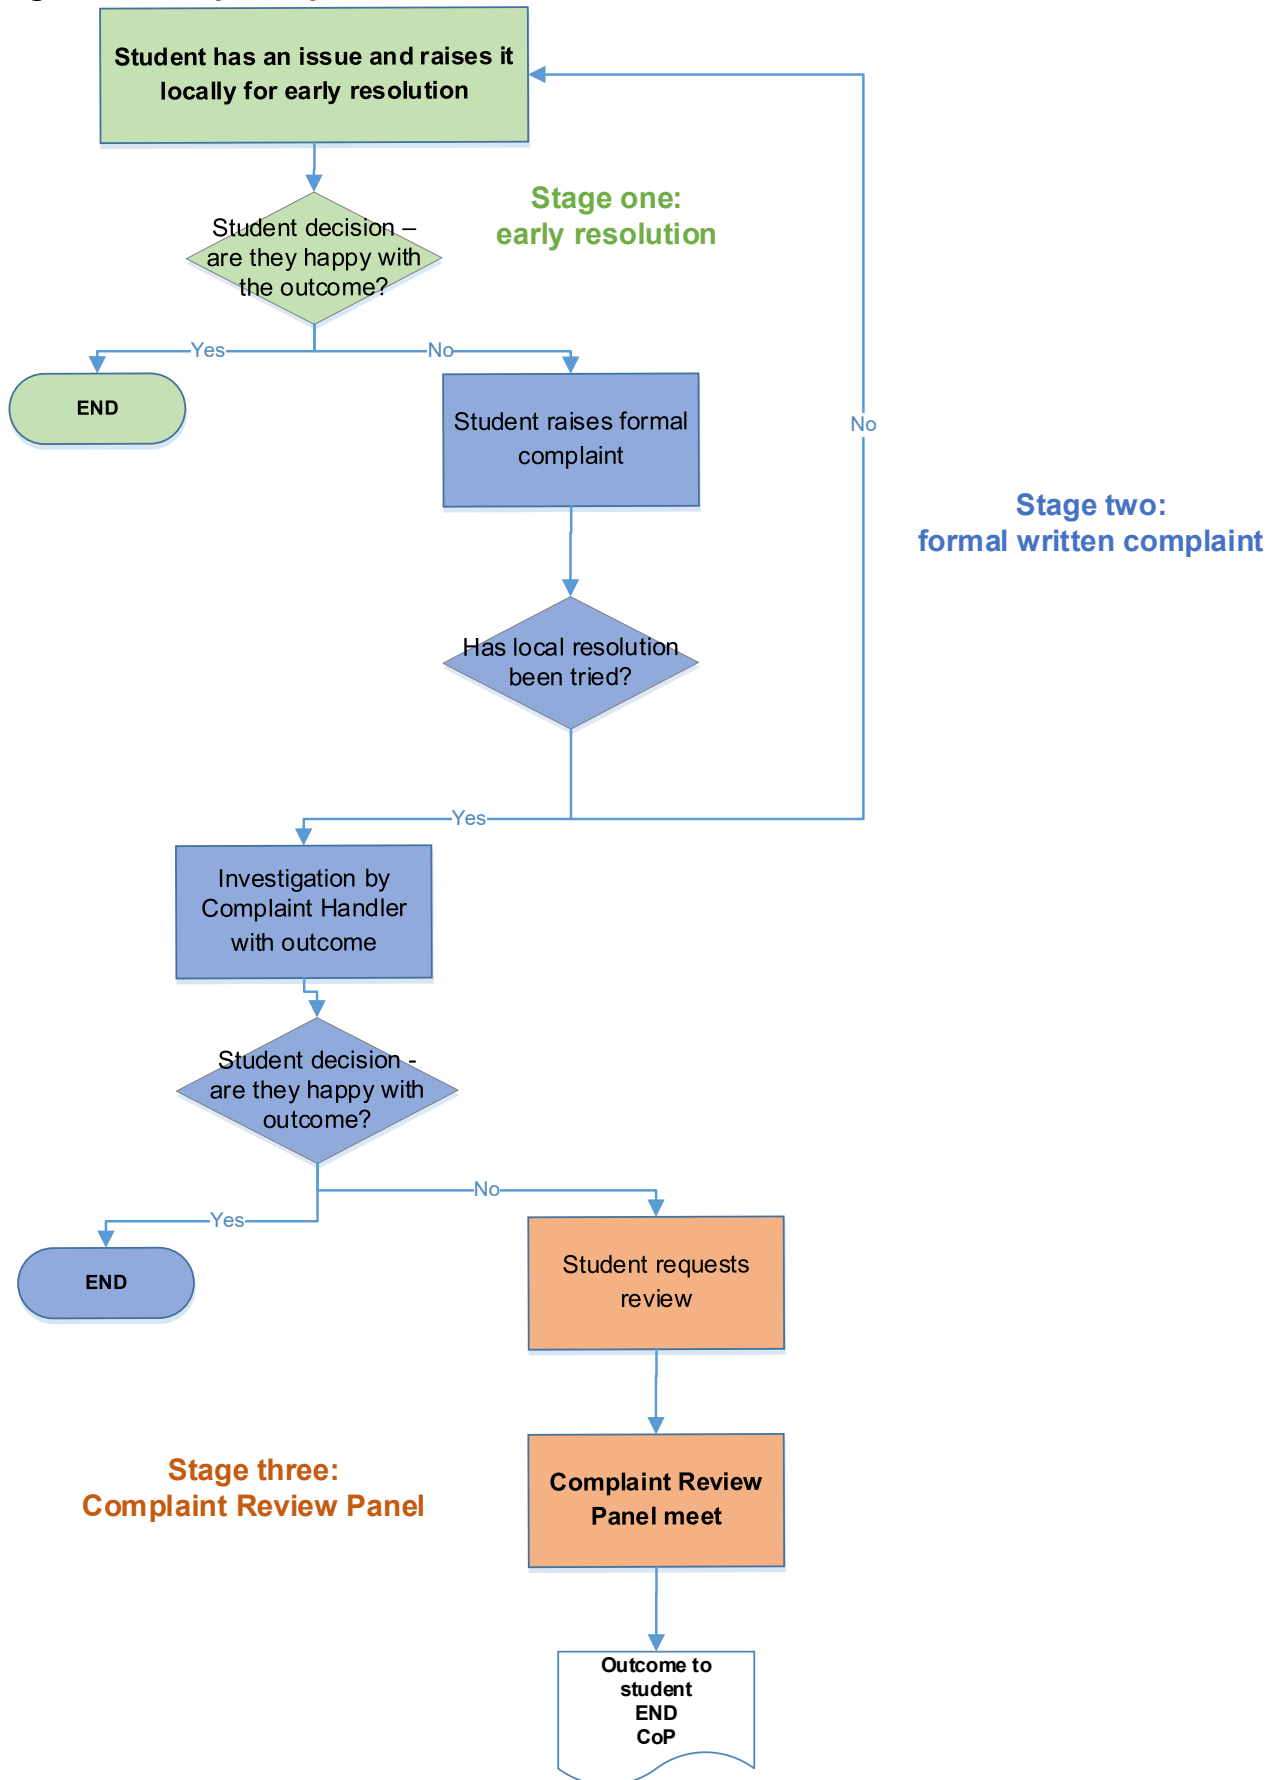 Student has an issue and raises it
locally for early resolution
Stage one:
early resolution
Student decision –
are they happy with
the outcome?
Yes
No
END
Student raises formal
complaint
No
Stage two:
formal written complaint
Has local resolution
been tried?
Yes
Investigation by
Complaint Handler
with outcome
Student decision -
are they happy with
outcome?
No
Yes
END
Student requests
review
Stage three:
Complaint Review Panel
Complaint Review
Panel meet
Outcome to
student
END
CoP